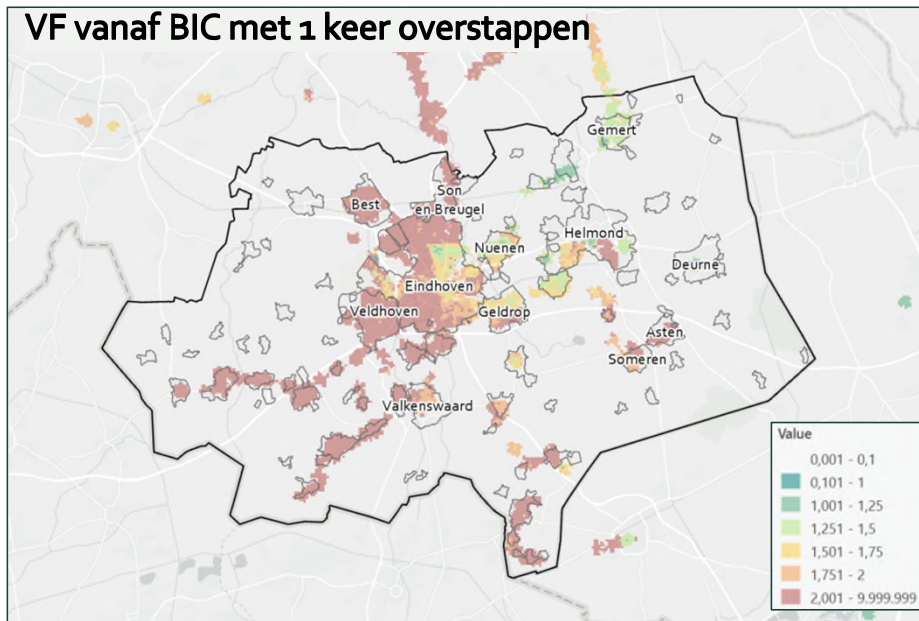 VF vanaf BIC met 1 keer overstappen
Gemert
Best
Son
en Breugel
Nuenen
Helmond
Deurne
Eindhoven
Veldhoven
Geldrop
Asten
Someren
Valkenswaard
Value
0,001 - 0,1
0,101 - 1
1,001 - 1,25
1,251 - 1,5
1,501 - 1,75
1,751 - 2
2,001 - 9.999.999